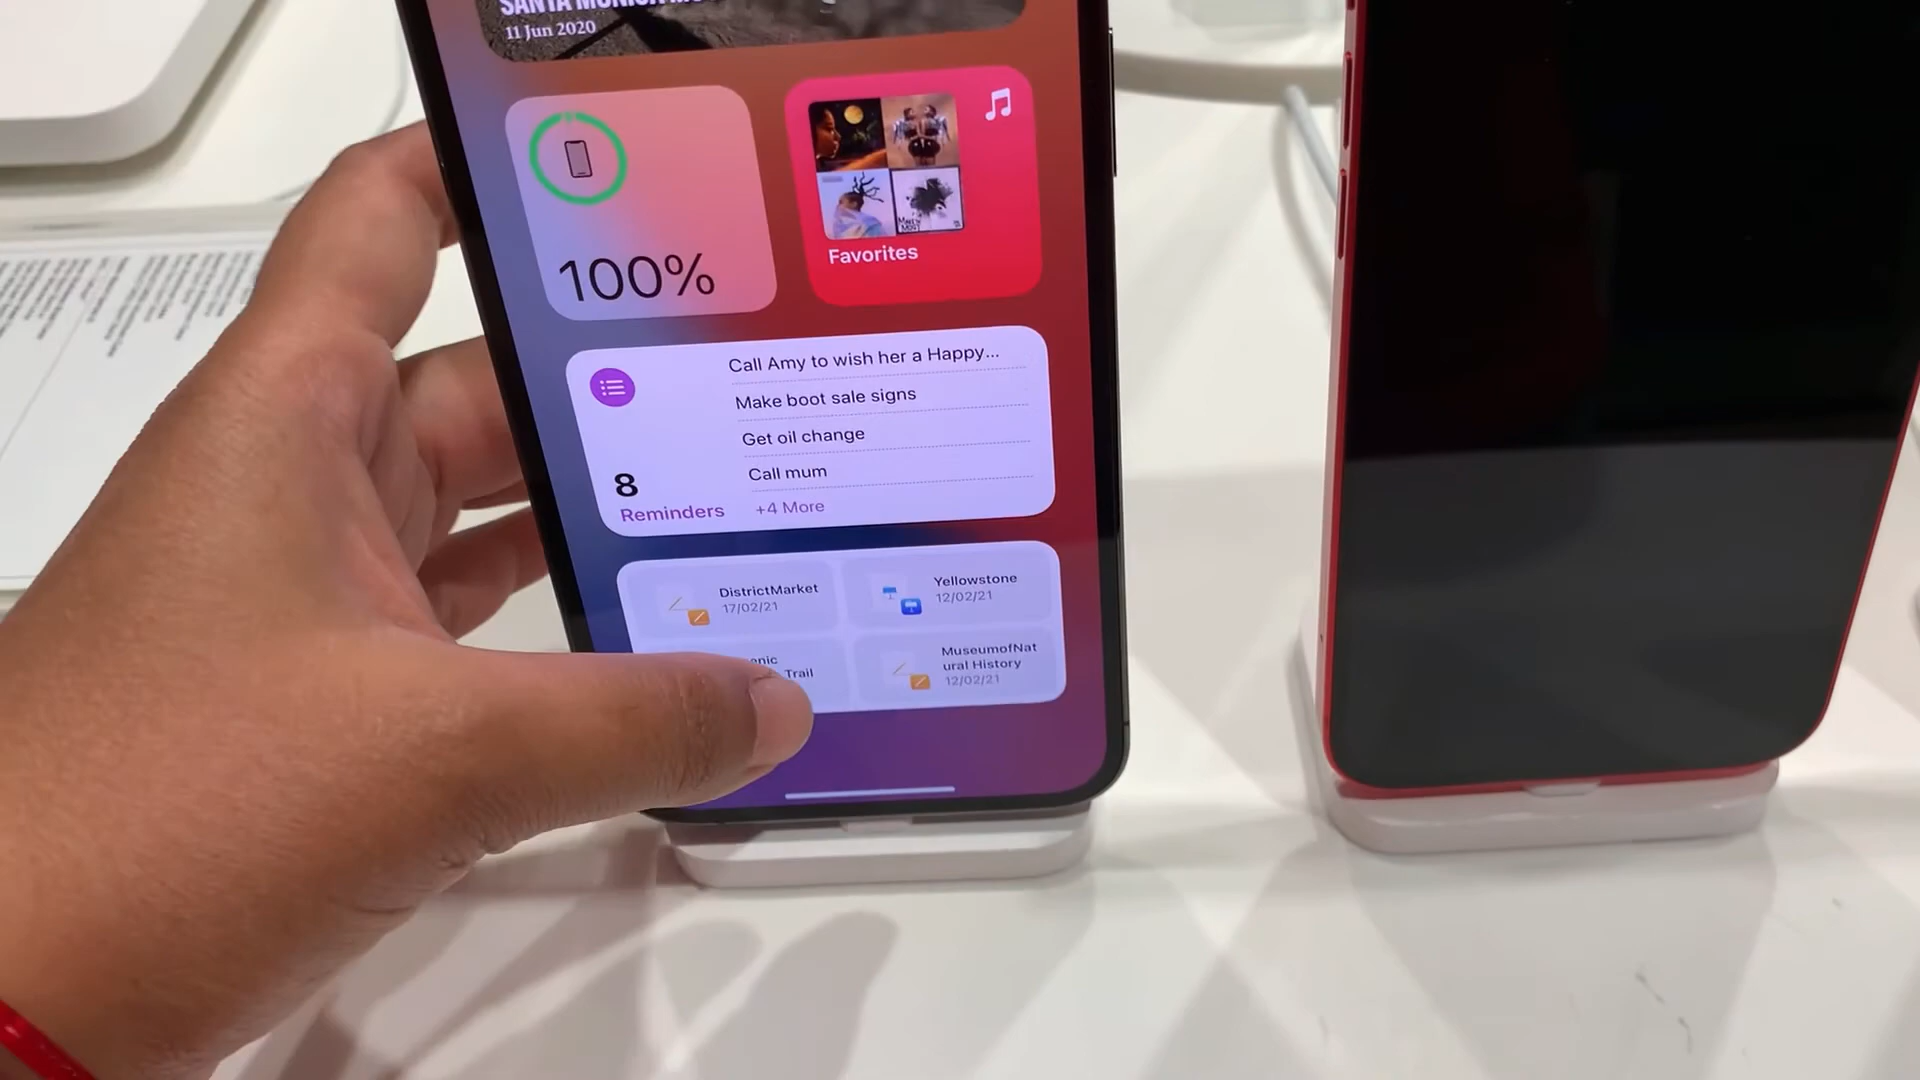 SANTA MONICA
11 Jun 2020
100%
Favorites
Call Amy to wish her a Happy...
Make boot sale signs
Get oil change
Call mum
8
Reminders
+4 More
DistrictMarket
17/02/21
Yellowstone
12/02/21
Trail
MuseumofNat
ural History
12/02/21